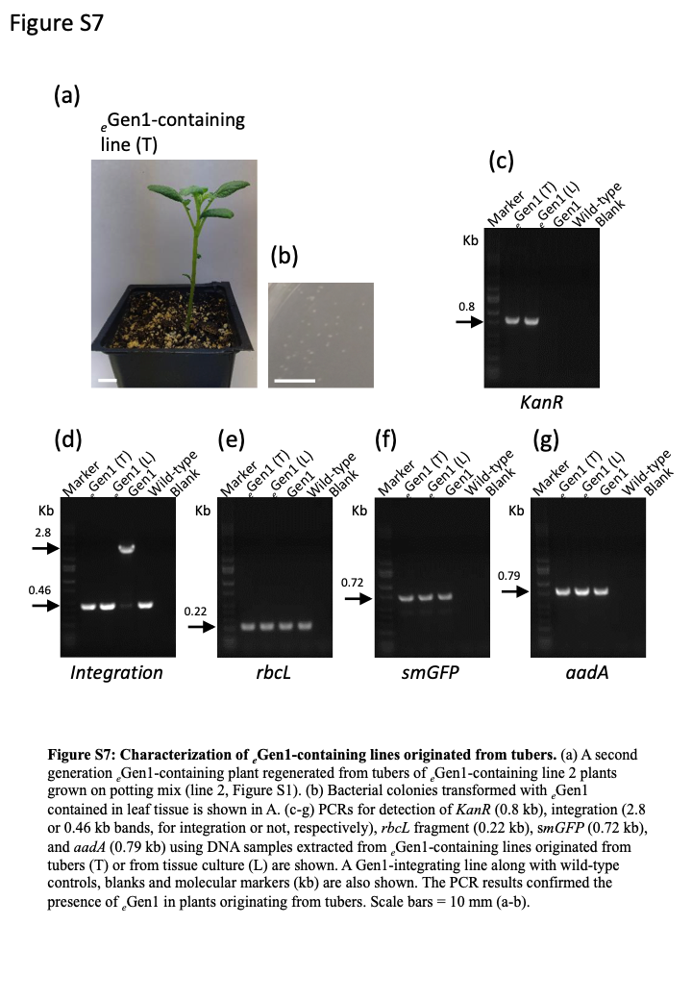 Figure S7
(a)
eGen1-containing
line (T)
(b)
(c)
Marker
eGen1 (T)
eGen1 (L)
Gen1
Wild-type
Blank
Kb
0.8
KanR
(d)
Marker
eGen1 (T)
eGen1 (L)
Gen1
Wild-type
Blank
Kb
2.8
0.46
Integration
(e)
Marker
eGen1 (T)
eGen1 (L)
Gen1
Wild-type
Blank
Kb
0.22
rbcL
(f)
Marker
eGen1 (T)
eGen1 (L)
Gen1
Wild-type
Blank
Kb
0.72
smGFP
(g)
Marker
eGen1 (T)
eGen1 (L)
Gen1
Wild-type
Blank
Kb
0.79
aadA
Figure S7: Characterization of eGen1-containing lines originated from tubers. (a) A second
generation eGen1-containing plant regenerated from tubers of eGen1-containing line 2 plants
grown on potting mix (line 2, Figure S1). (b) Bacterial colonies transformed with eGen1
contained in leaf tissue is shown in A. (c-g) PCRs for detection of KanR (0.8 kb), integration (2.8
or 0.46 kb bands, for integration or not, respectively), rbcL fragment (0.22 kb), smGFP (0.72 kb),
and aadA (0.79 kb) using DNA samples extracted from eGen1-containing lines originated from
tubers (T) or from tissue culture (L) are shown. A Gen1-integrating line along with wild-type
controls, blanks and molecular markers (kb) are also shown. The PCR results confirmed the
presence of eGen1 in plants originating from tubers. Scale bars = 10 mm (a-b).